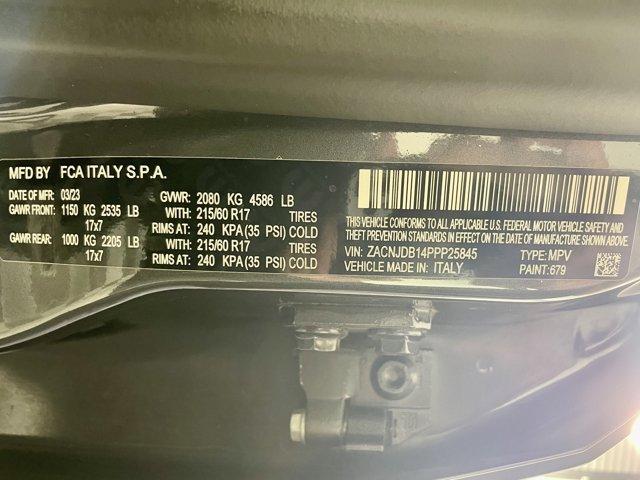 MFD BY FCA ITALY S.P.A.
DATE OF MFR: 03/23 GVWR: 2080 KG 4586 LB
GAWR FRONT: 1150 KG 2535 LB WITH: 215/60 R17 TIRES
17x7 RIMS AT: 240 KPA (35 PSI) COLD
GAWR REAR: 1000 KG 2205 LB WITH: 215/60 R17 TIRES
17x7 RIMS AT: 240 KPA (35 PSI) COLD
THIS VEHICLE CONFORMS TO ALL APPLICABLE U.S. FEDERAL MOTOR VEHICLE SAFETY AND
THEFT PREVENTION STANDARDS IN EFFECT ON THE DATE OF MANUFACTURE SHOWN ABOVE.
VIN: ZACNJDB14PPP25845 TYPE: MPV
VEHICLE MADE IN: ITALY PAINT: 679